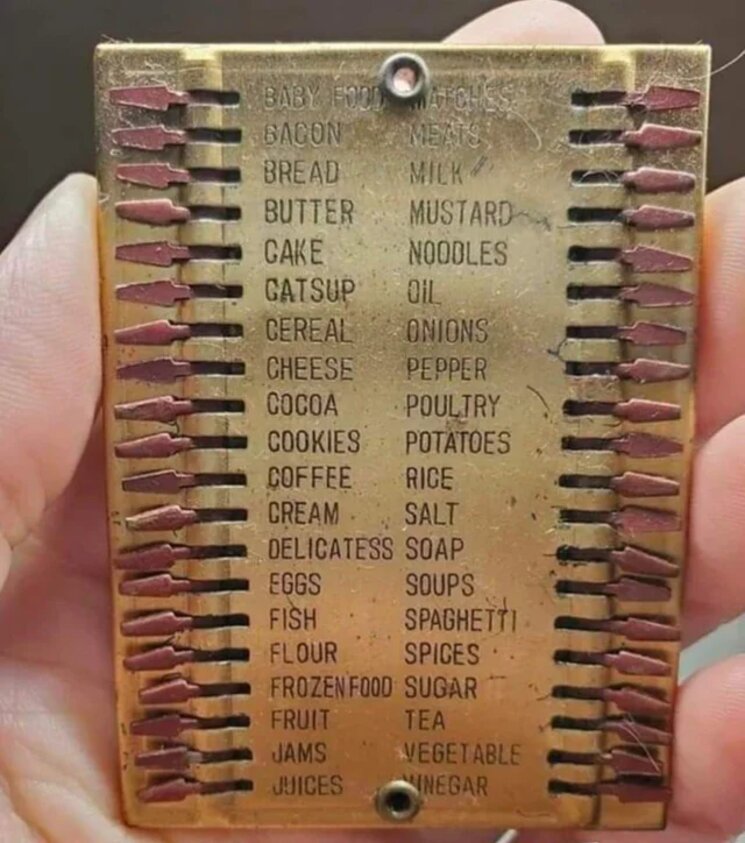 BABY FOOD MATCHES
BACON MEATS
BREAD MILK
BUTTER MUSTARD
CAKE NOODLES
CATSUP OIL
CEREAL ONIONS
CHEESE PEPPER
COCOA POULTRY
COOKIES POTATOES
COFFEE RICE
CREAM SALT
DELICATESS SOAP
EGGS SOUPS
FISH SPAGHETTI
FLOUR SPICES
FROZEN FOOD SUGAR
FRUIT TEA
JAMS VEGETABLE
JUICES VINEGAR